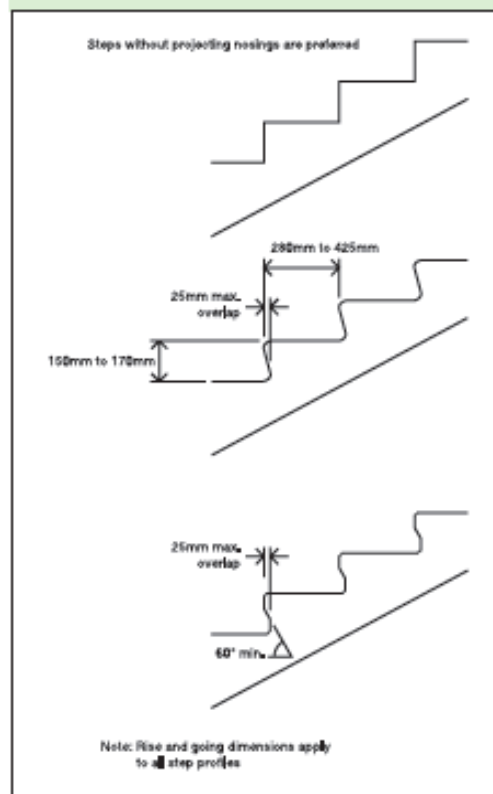 Steps without projecting nosings are preferred
280mm to 425mm
25mm max.
overlap
150mm to 170mm
25mm max.
overlap
60° min.
Note: Rise and going dimensions apply
to all step profiles